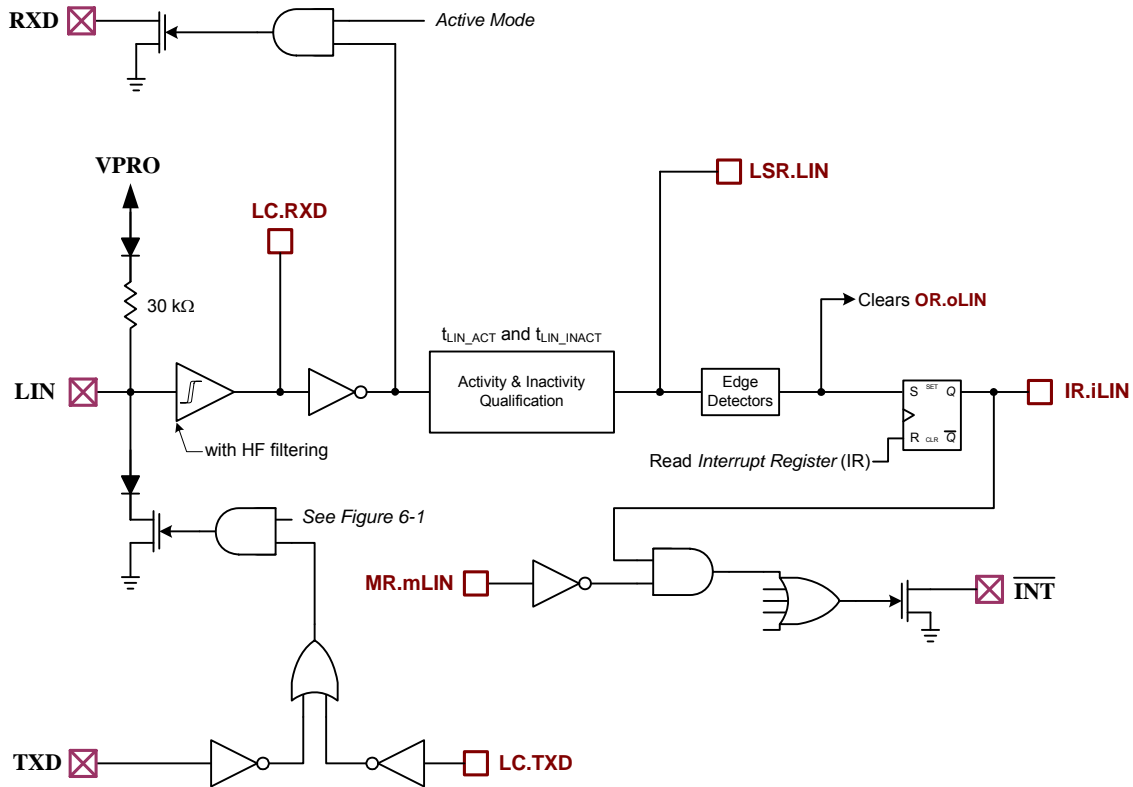 RXD
Active Mode
VPRO
LSR.LIN
LC.RXD
30 kΩ
Clears OR.oLIN
tLIN_ACT and tLIN_INACT
LIN
Activity & Inactivity
Qualification
Edge
Detectors
S SET Q
R CLR Q̅
IR.iLIN
with HF filtering
Read Interrupt Register (IR)
See Figure 6-1
MR.mLIN
I̅N̅T̅
TXD
LC.TXD